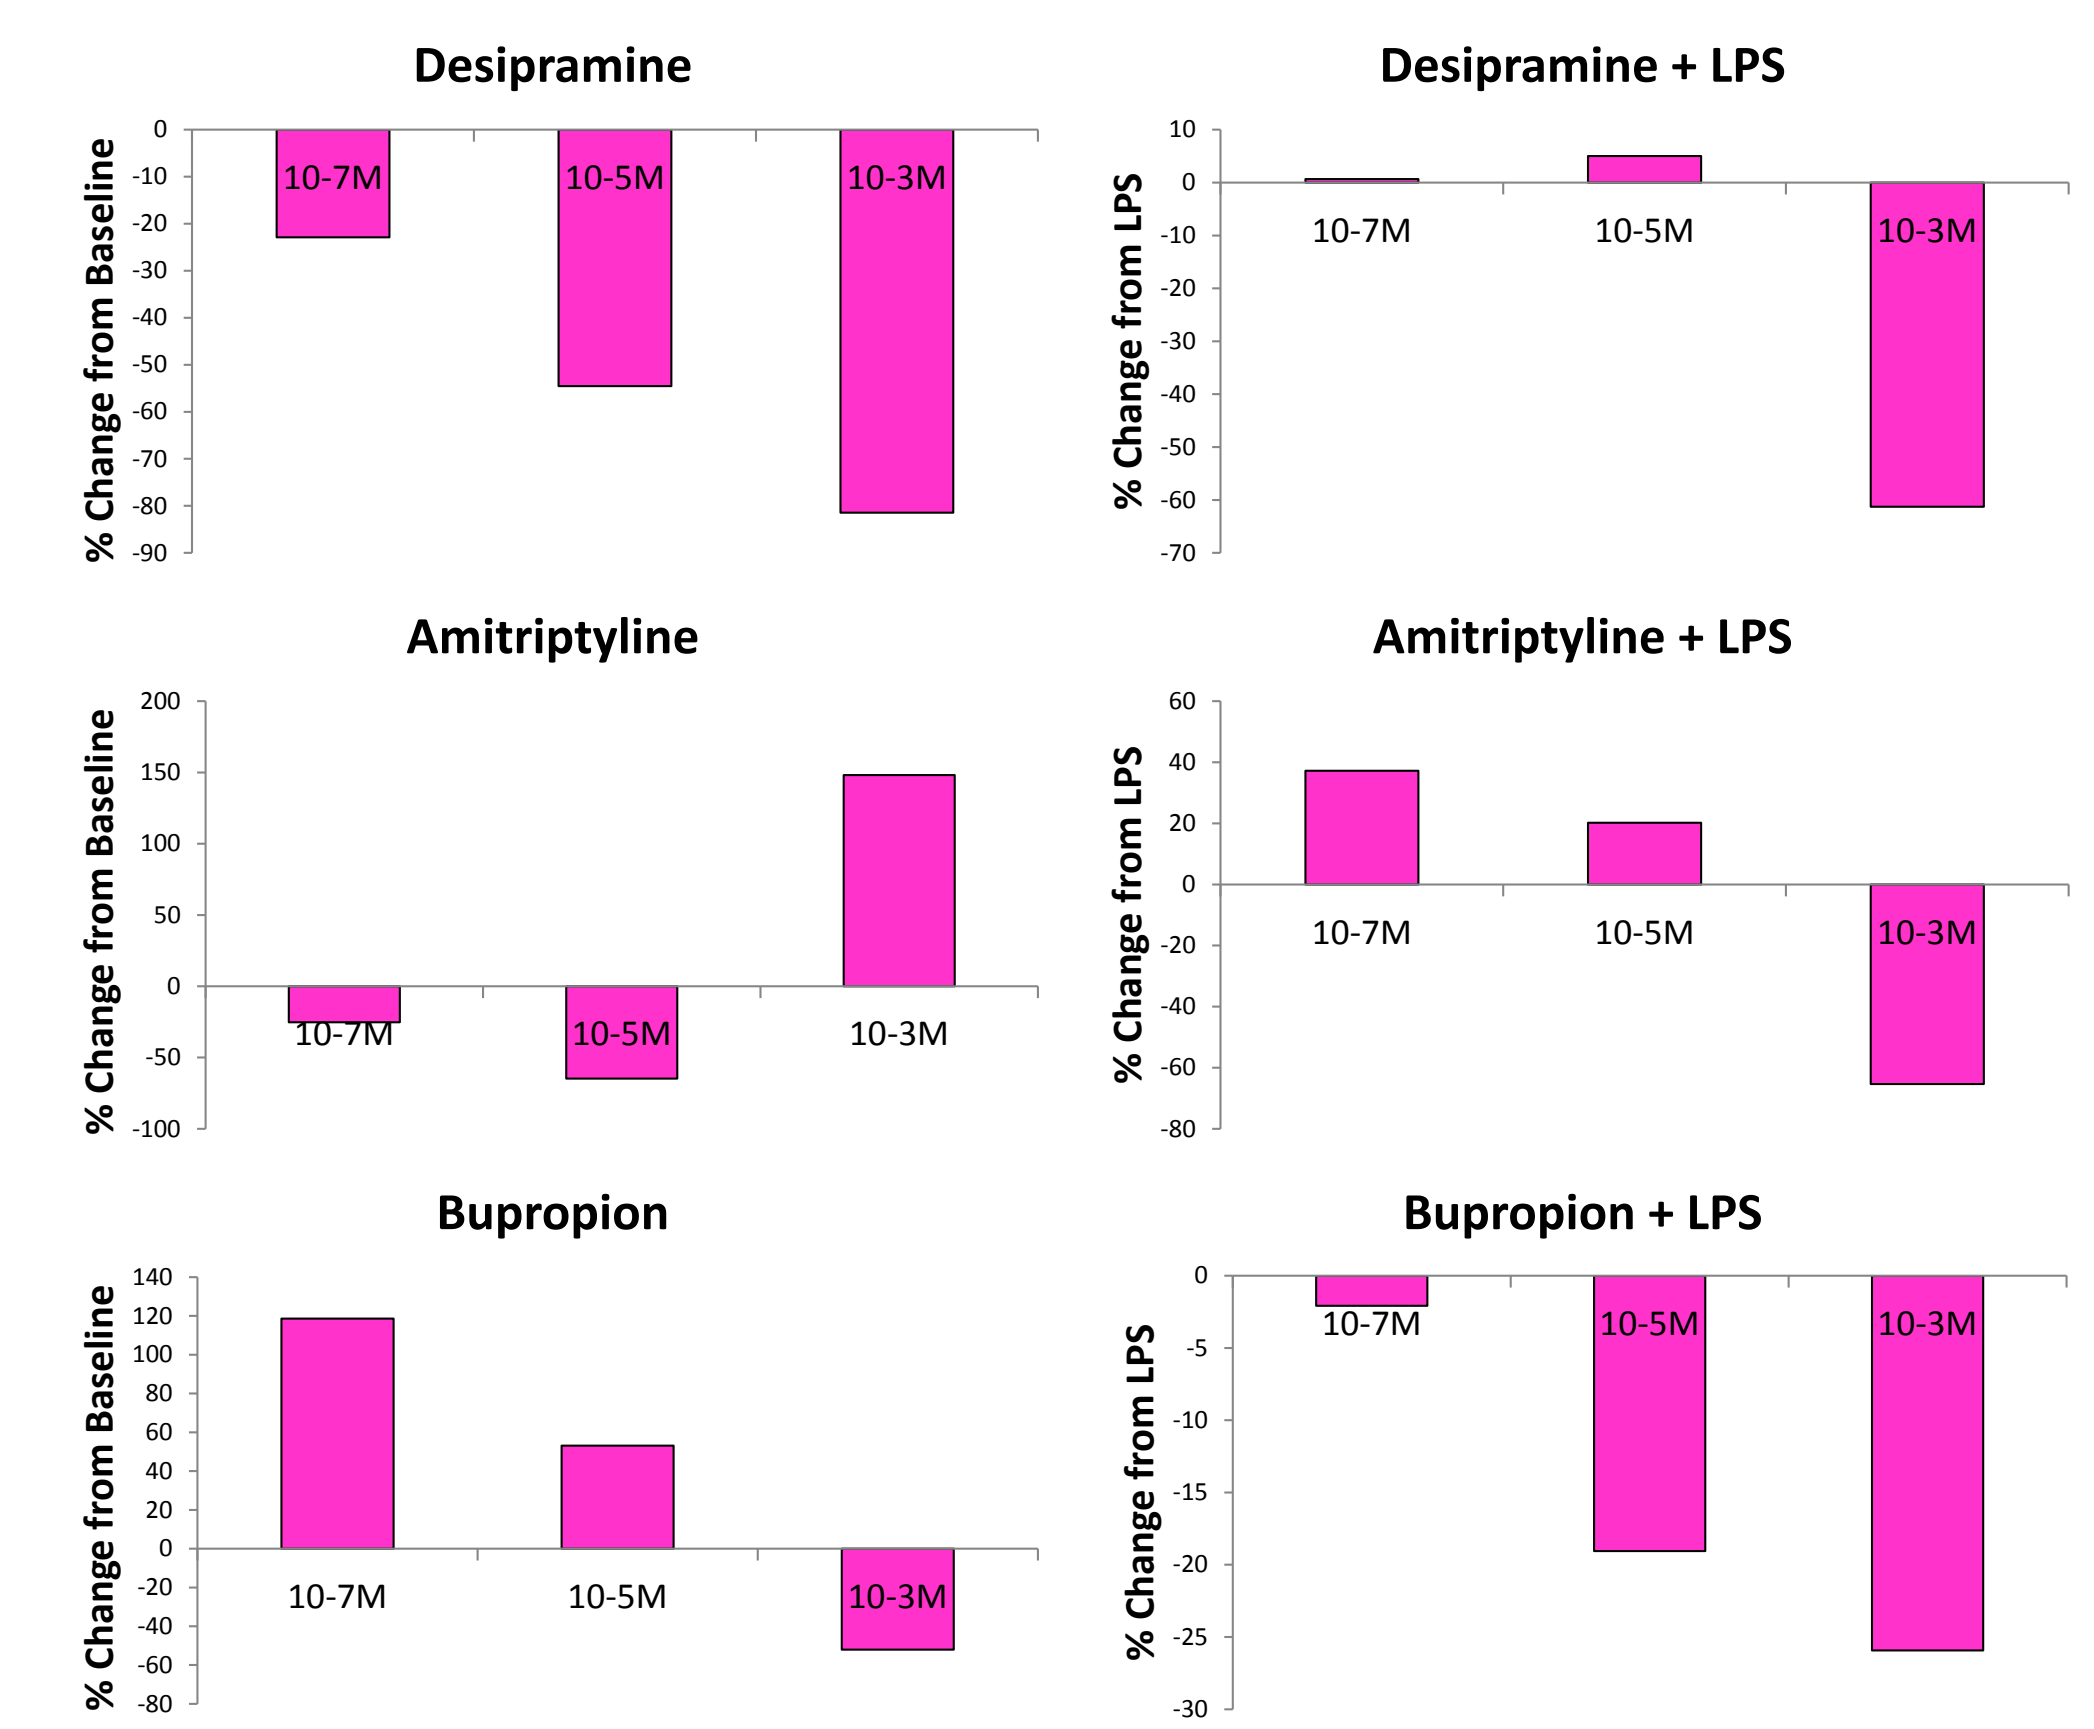 Desipramine
% Change from Baseline
0
-10
-20
-30
-40
-50
-60
-70
-80
-90
10-7M
10-5M
10-3M
Desipramine + LPS
% Change from LPS
10
0
-10
-20
-30
-40
-50
-60
-70
10-7M
10-5M
10-3M
Amitriptyline
% Change from Baseline
200
150
100
50
0
-50
-100
10-7M
10-5M
10-3M
Amitriptyline + LPS
% Change from LPS
60
40
20
0
-20
-40
-60
-80
10-7M
10-5M
10-3M
Bupropion
% Change from Baseline
140
120
100
80
60
40
20
0
-20
-40
-60
-80
10-7M
10-5M
10-3M
Bupropion + LPS
% Change from LPS
0
-5
-10
-15
-20
-25
-30
10-7M
10-5M
10-3M